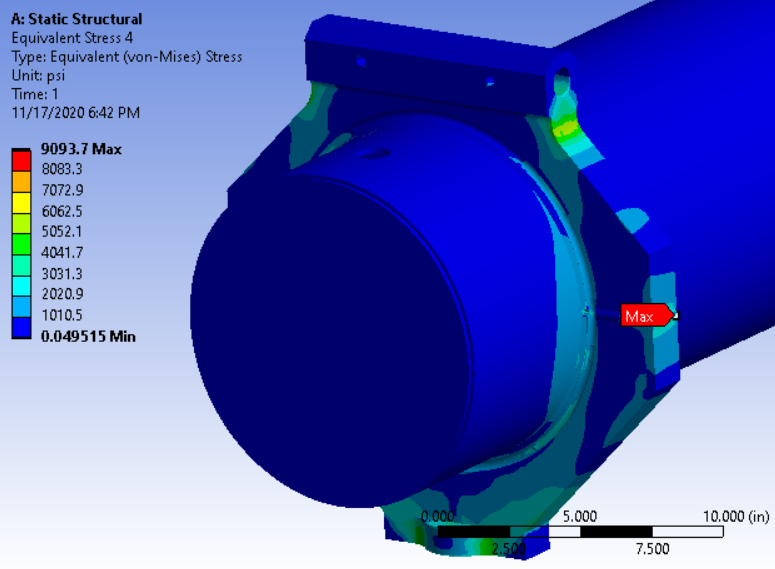 A: Static Structural
Equivalent Stress 4
Type: Equivalent (von-Mises) Stress
Unit: psi
Time: 1
11/17/2020 6:42 PM
9093.7 Max
8083.3
7072.9
6062.5
5052.1
4041.7
3031.3
2020.9
1010.5
0.049515 Min
Max
0.000 5.000 10.000 (in)
2.500 7.500